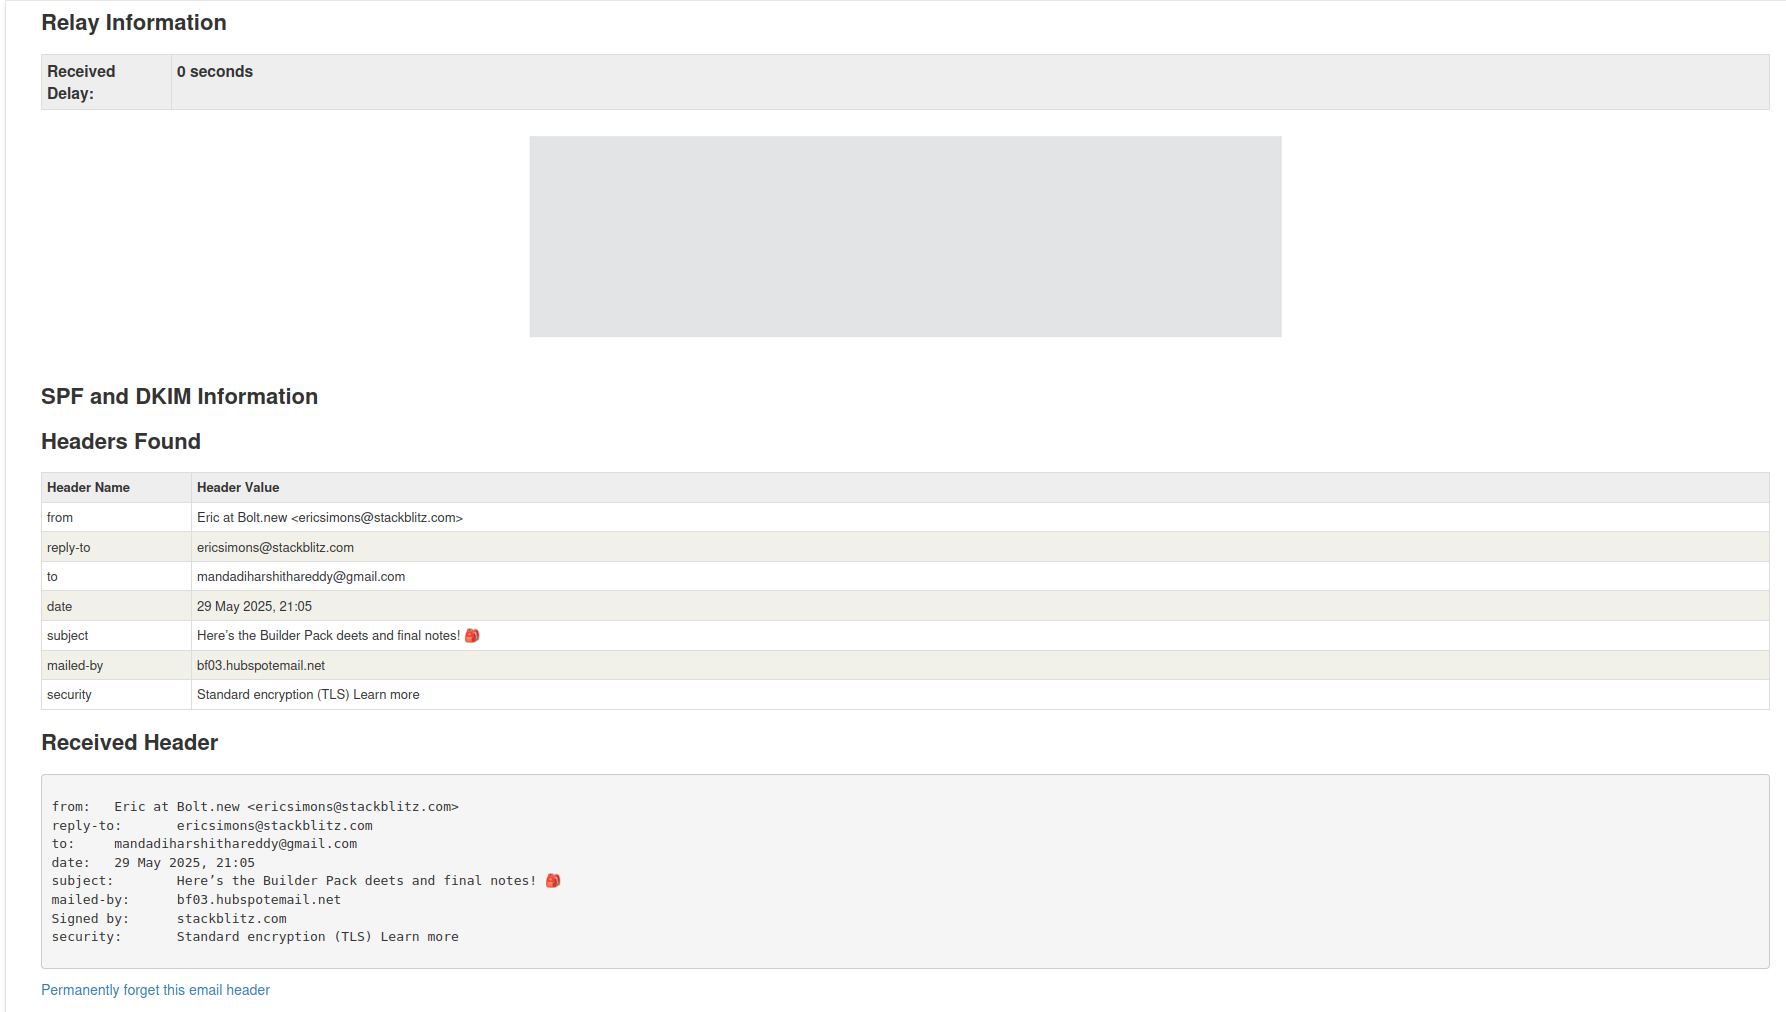 Relay Information
Received Delay: 0 seconds
SPF and DKIM Information
Headers Found
Header Name Header Value
from Eric at Bolt.new <ericsimons@stackblitz.com>
reply-to ericsimons@stackblitz.com
to mandadiharshithareddy@gmail.com
date 29 May 2025, 21:05
subject Here’s the Builder Pack deets and final notes! 🎒
mailed-by bf03.hubspotemail.net
security Standard encryption (TLS) Learn more
Received Header
from: Eric at Bolt.new <ericsimons@stackblitz.com>
reply-to: ericsimons@stackblitz.com
to: mandadiharshithareddy@gmail.com
date: 29 May 2025, 21:05
subject: Here’s the Builder Pack deets and final notes! 🎒
mailed-by: bf03.hubspotemail.net
Signed by: stackblitz.com
security: Standard encryption (TLS) Learn more
Permanently forget this email header